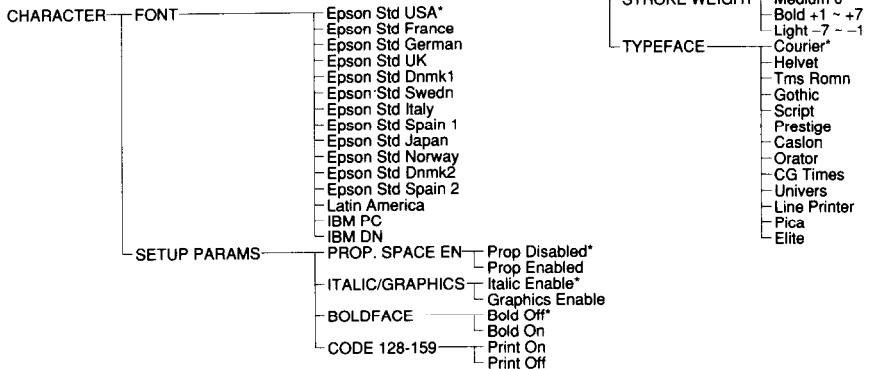 CHARACTER FONT Epson Std USA*
Epson Std France
Epson Std German
Epson Std UK
Epson Std Dnmk1
Epson Std Swedn
Epson Std Italy
Epson Std Spain 1
Epson Std Japan
Epson Std Norway
Epson Std Dnmk2
Epson Std Spain 2
Latin America
IBM PC
IBM DN
SETUP PARAMS PROP. SPACE EN Prop Disabled*
Prop Enabled
ITALIC/GRAPHICS Italic Enable*
Graphics Enable
BOLDFACE Bold Off*
Bold On
CODE 128-159 Print On
Print Off
STROKE WEIGHT Medium 0
Bold +1 ~ +7
Light –7 ~ –1
TYPEFACE Courier*
Helvet
Tms Romn
Gothic
Script
Prestige
Caslon
Orator
CG Times
Univers
Line Printer
Pica
Elite